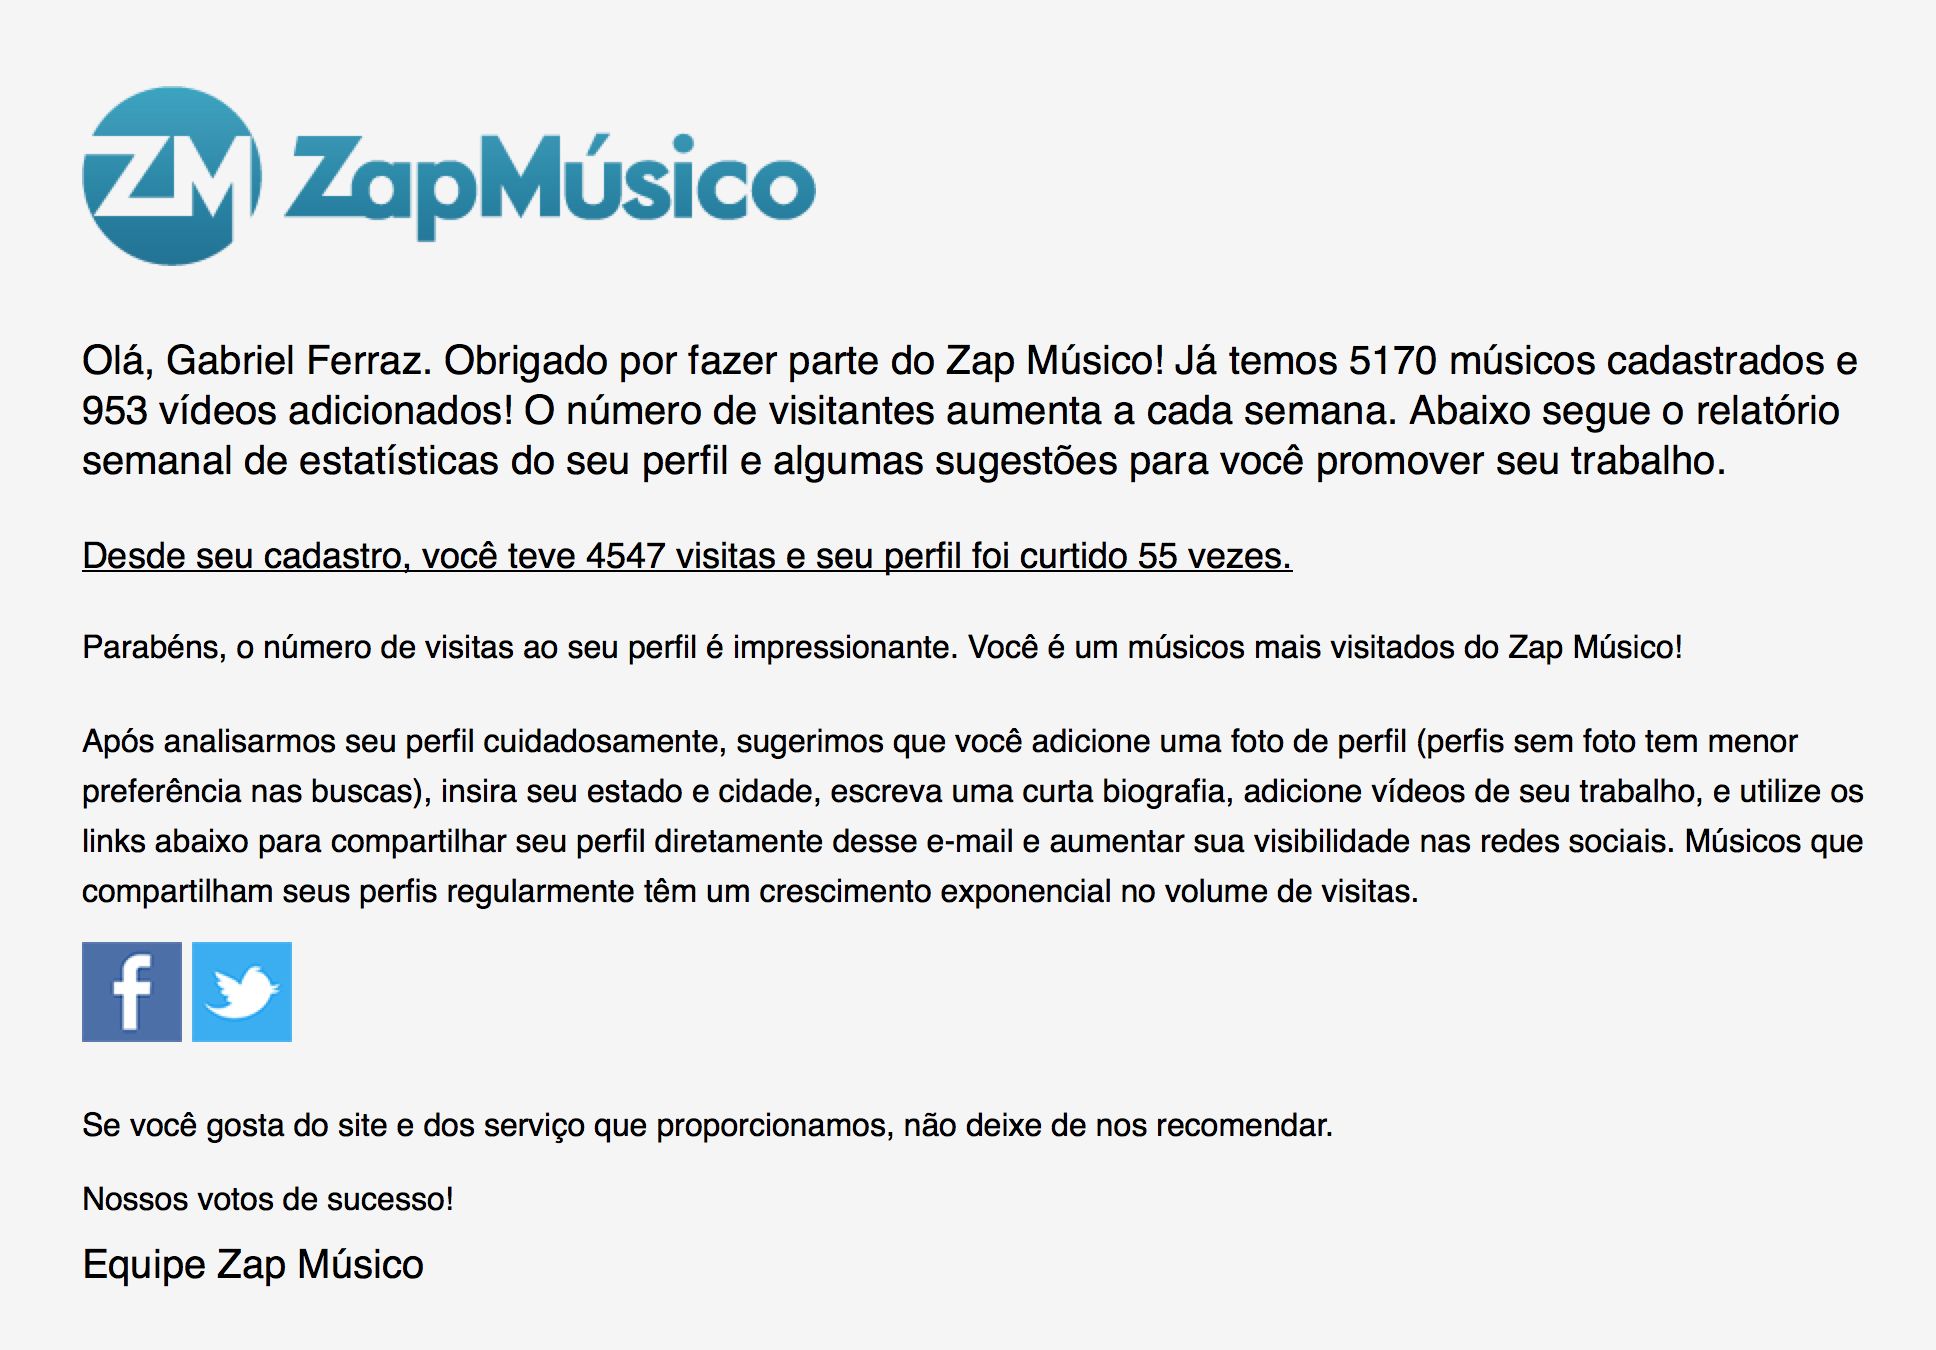 ZM ZapMúsico
Olá, Gabriel Ferraz. Obrigado por fazer parte do Zap Músico! Já temos 5170 músicos cadastrados e
953 vídeos adicionados! O número de visitantes aumenta a cada semana. Abaixo segue o relatório
semanal de estatísticas do seu perfil e algumas sugestões para você promover seu trabalho.
Desde seu cadastro, você teve 4547 visitas e seu perfil foi curtido 55 vezes.
Parabéns, o número de visitas ao seu perfil é impressionante. Você é um músicos mais visitados do Zap Músico!
Após analisarmos seu perfil cuidadosamente, sugerimos que você adicione uma foto de perfil (perfis sem foto tem menor
preferência nas buscas), insira seu estado e cidade, escreva uma curta biografia, adicione vídeos de seu trabalho, e utilize os
links abaixo para compartilhar seu perfil diretamente desse e-mail e aumentar sua visibilidade nas redes sociais. Músicos que
compartilham seus perfis regularmente têm um crescimento exponencial no volume de visitas.
f
Se você gosta do site e dos serviço que proporcionamos, não deixe de nos recomendar.
Nossos votos de sucesso!
Equipe Zap Músico